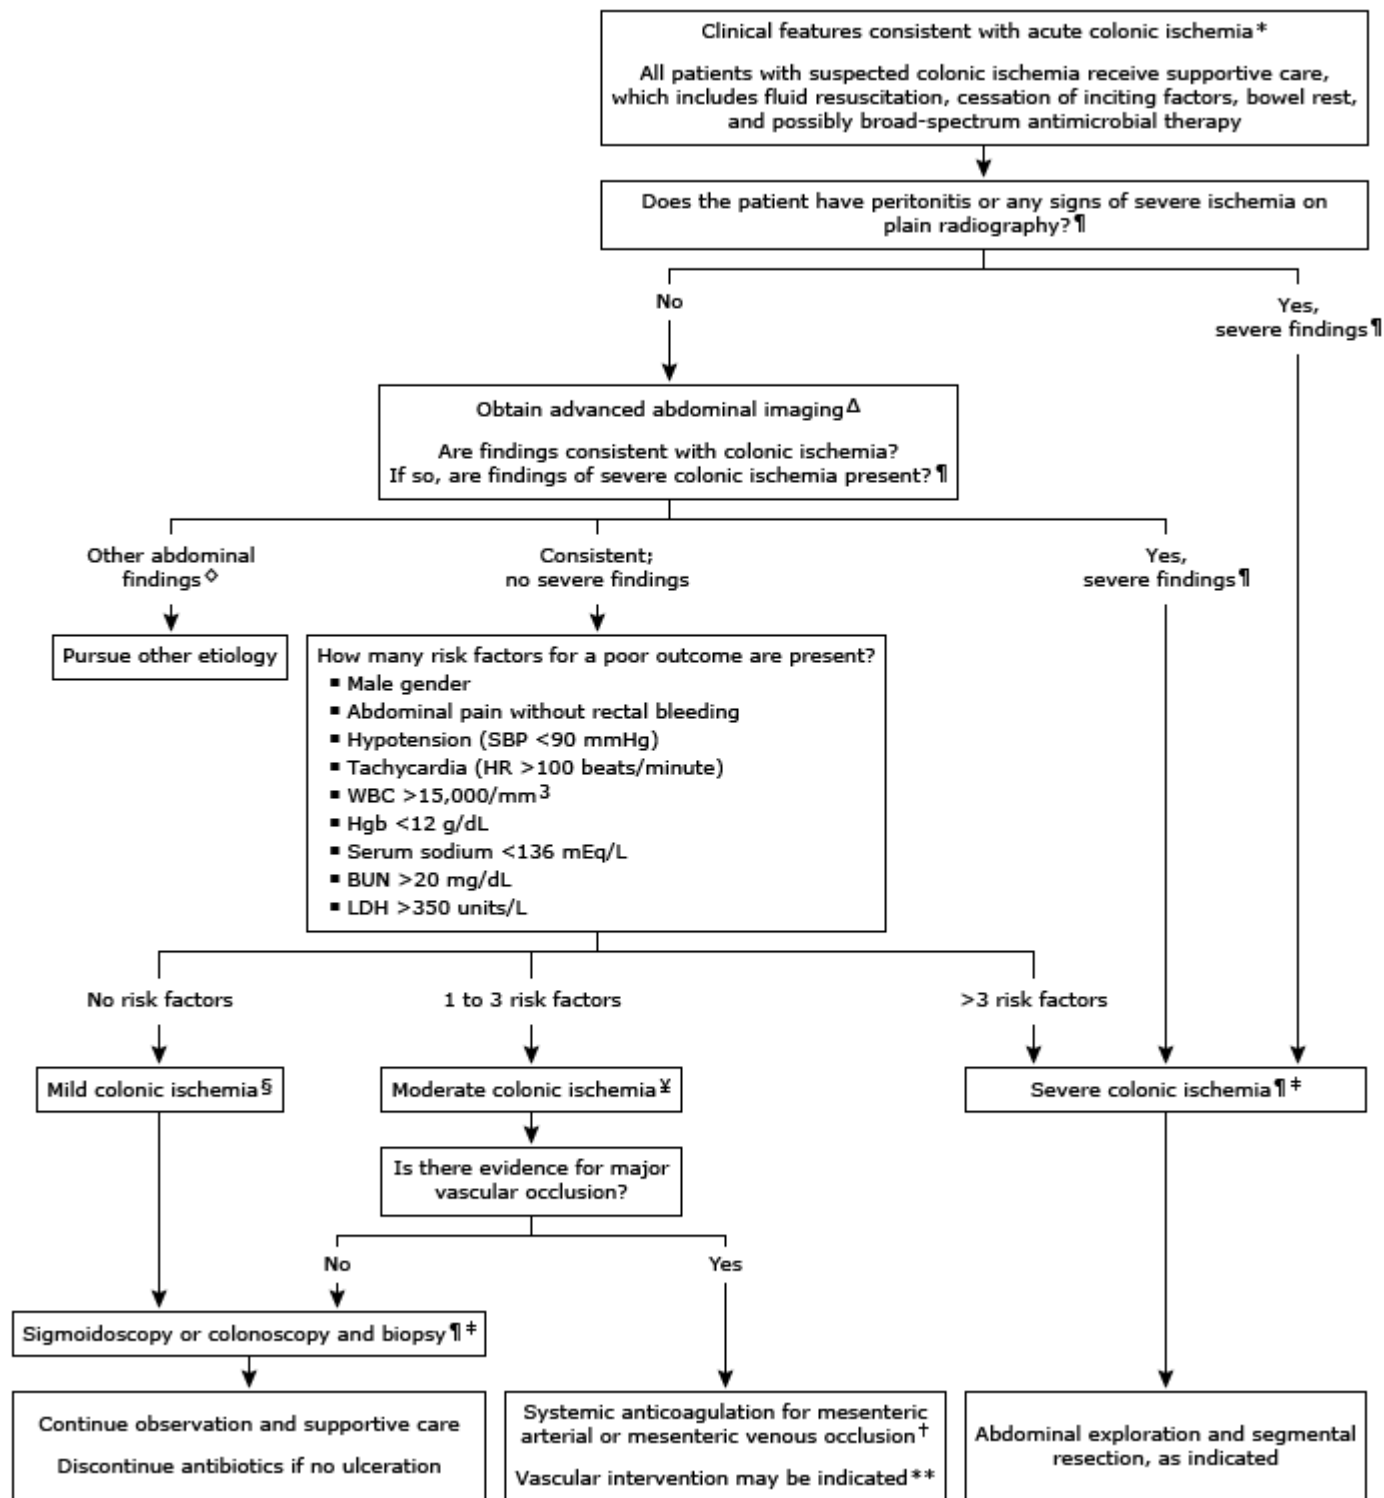 Clinical features consistent with acute colonic ischemia*
All patients with suspected colonic ischemia receive supportive care,
which includes fluid resuscitation, cessation of inciting factors, bowel rest,
and possibly broad-spectrum antimicrobial therapy
Does the patient have peritonitis or any signs of severe ischemia on
plain radiography?¶
No
Yes,
severe findings¶
Obtain advanced abdominal imagingΔ
Are findings consistent with colonic ischemia?
If so, are findings of severe colonic ischemia present?¶
Other abdominal
findings◇
Consistent;
no severe findings
Yes,
severe findings¶
Pursue other etiology
How many risk factors for a poor outcome are present?
▪ Male gender
▪ Abdominal pain without rectal bleeding
▪ Hypotension (SBP <90 mmHg)
▪ Tachycardia (HR >100 beats/minute)
▪ WBC >15,000/mm3
▪ Hgb <12 g/dL
▪ Serum sodium <136 mEq/L
▪ BUN >20 mg/dL
▪ LDH >350 units/L
No risk factors
1 to 3 risk factors
>3 risk factors
Mild colonic ischemia§
Moderate colonic ischemia¥
Severe colonic ischemia¶‡
Is there evidence for major
vascular occlusion?
No
Yes
Sigmoidoscopy or colonoscopy and biopsy¶‡
Continue observation and supportive care
Discontinue antibiotics if no ulceration
Systemic anticoagulation for mesenteric
arterial or mesenteric venous occlusion†
Vascular intervention may be indicated**
Abdominal exploration and segmental
resection, as indicated